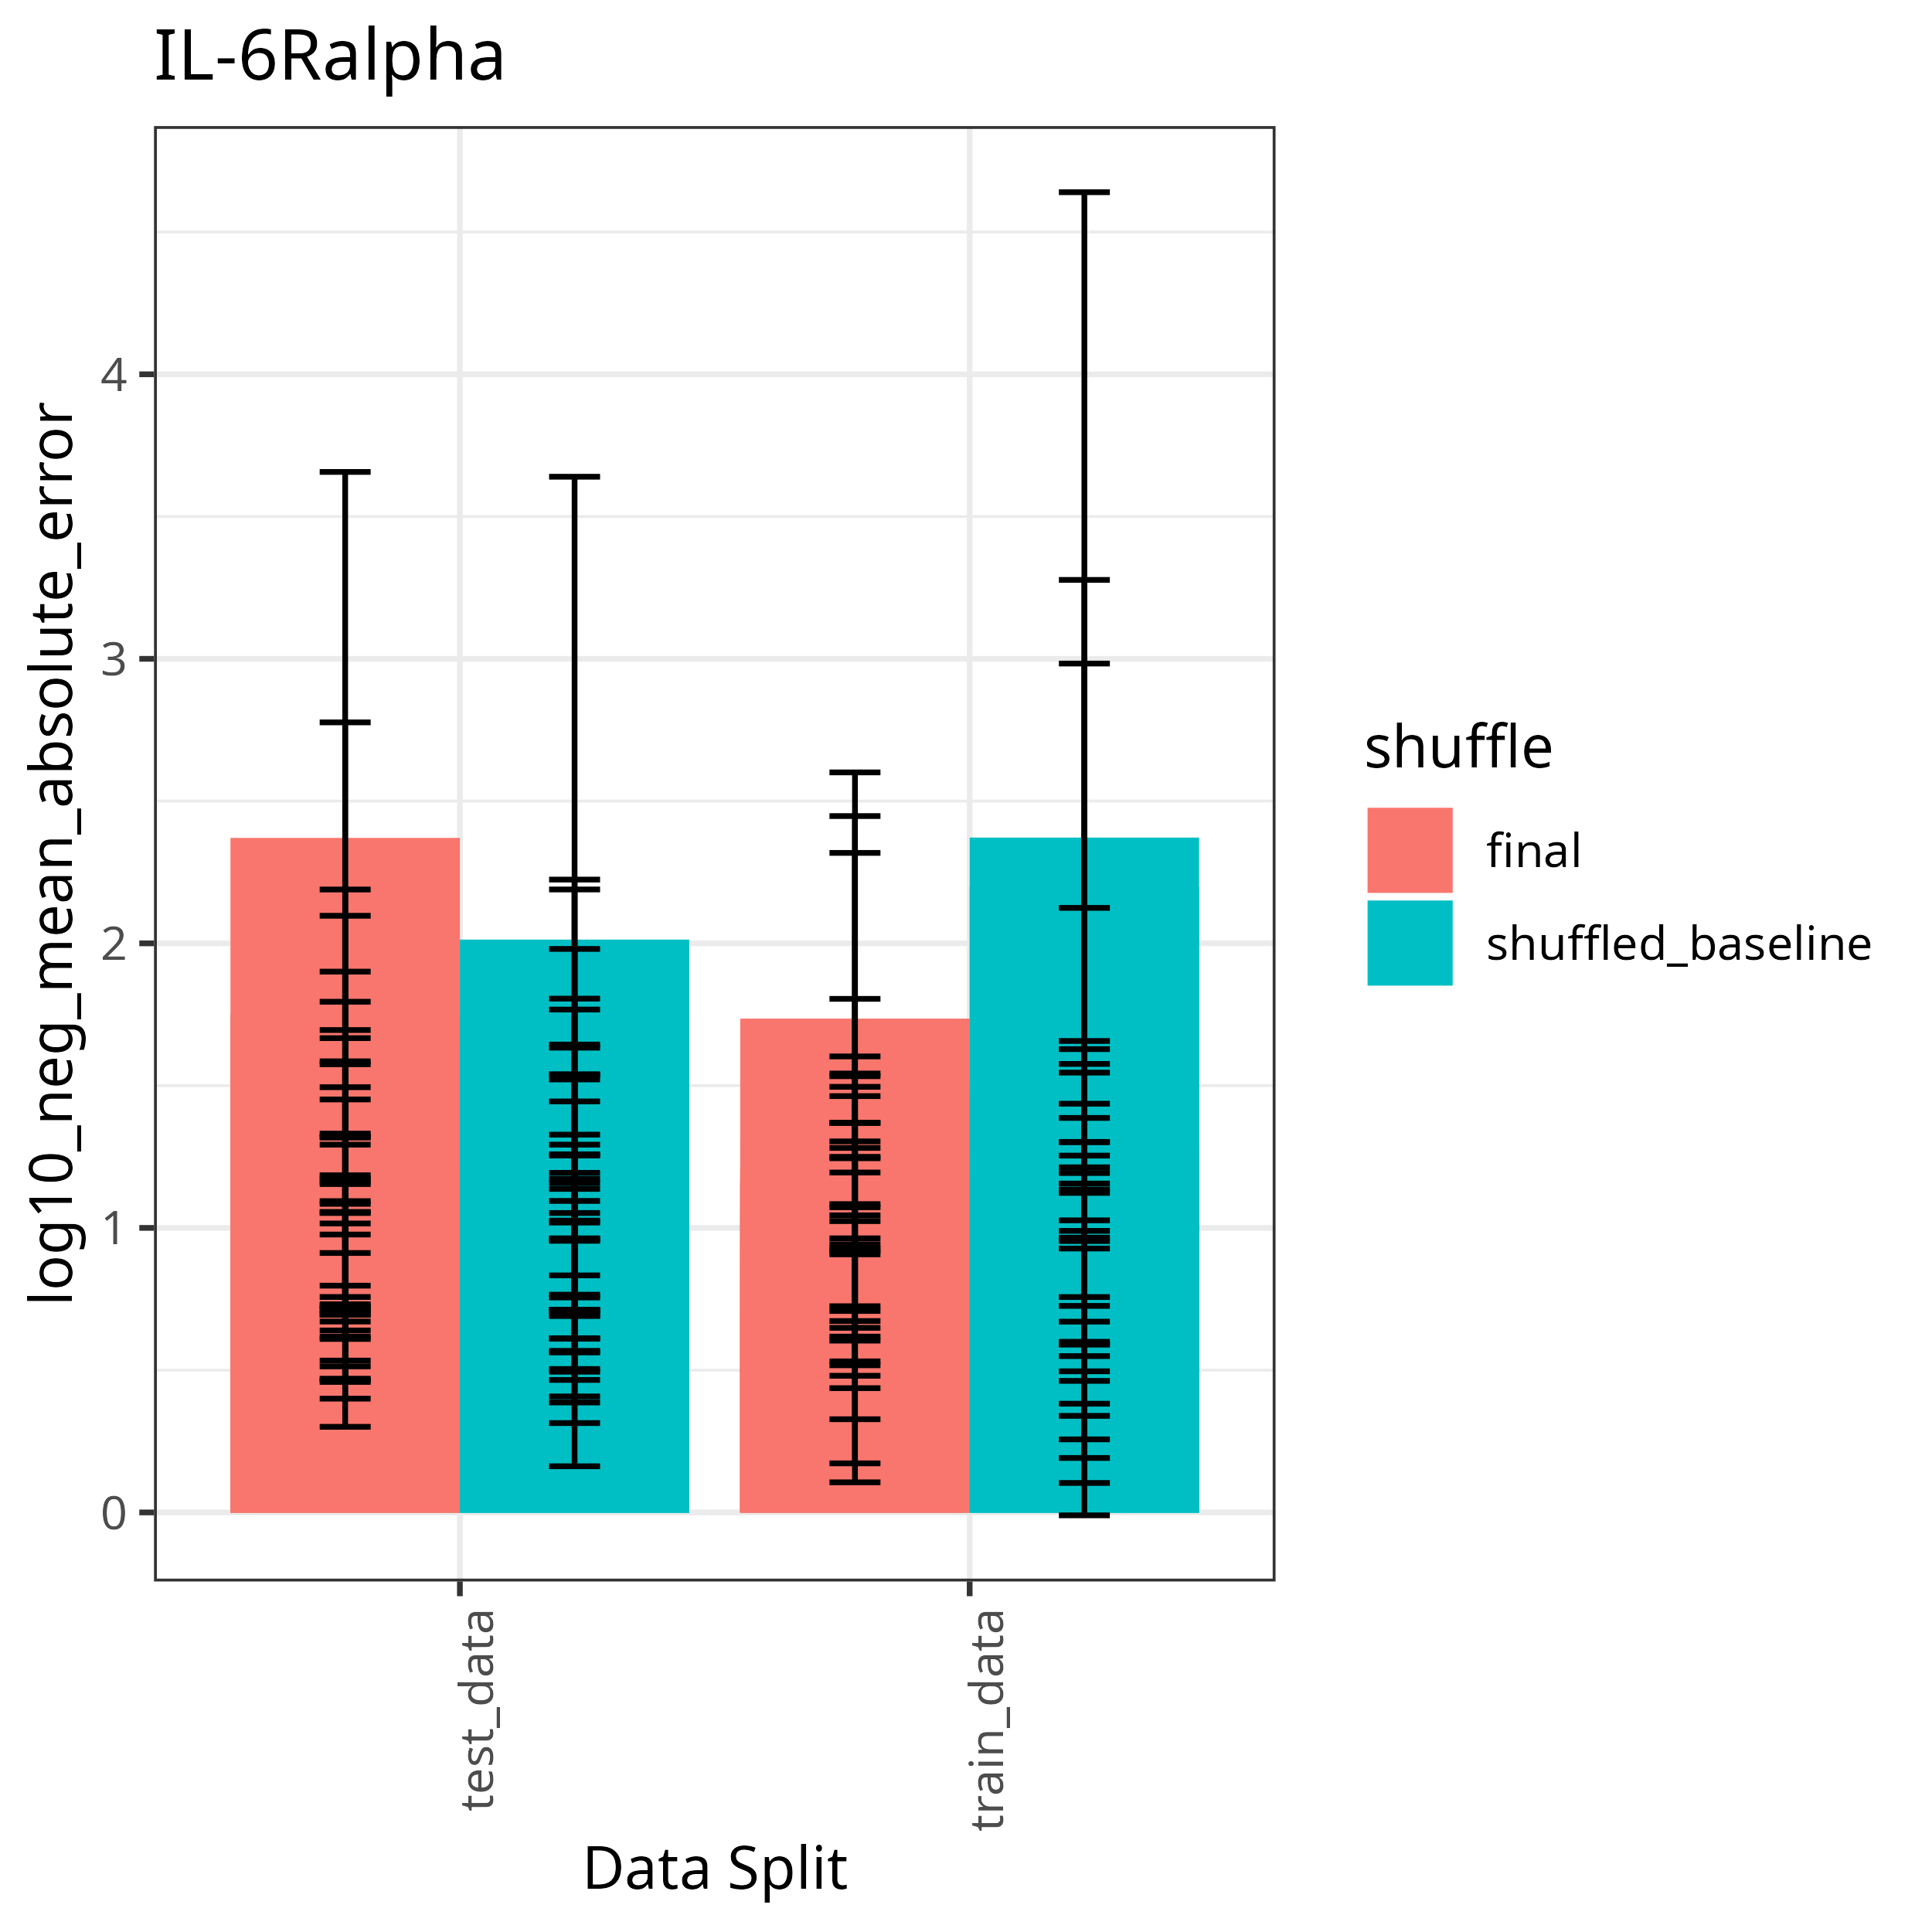 IL-6Ralpha
log10_neg_mean_absolute_error
4
3
2
1
0
test_data
train_data
Data Split
shuffle
final
shuffled_baseline